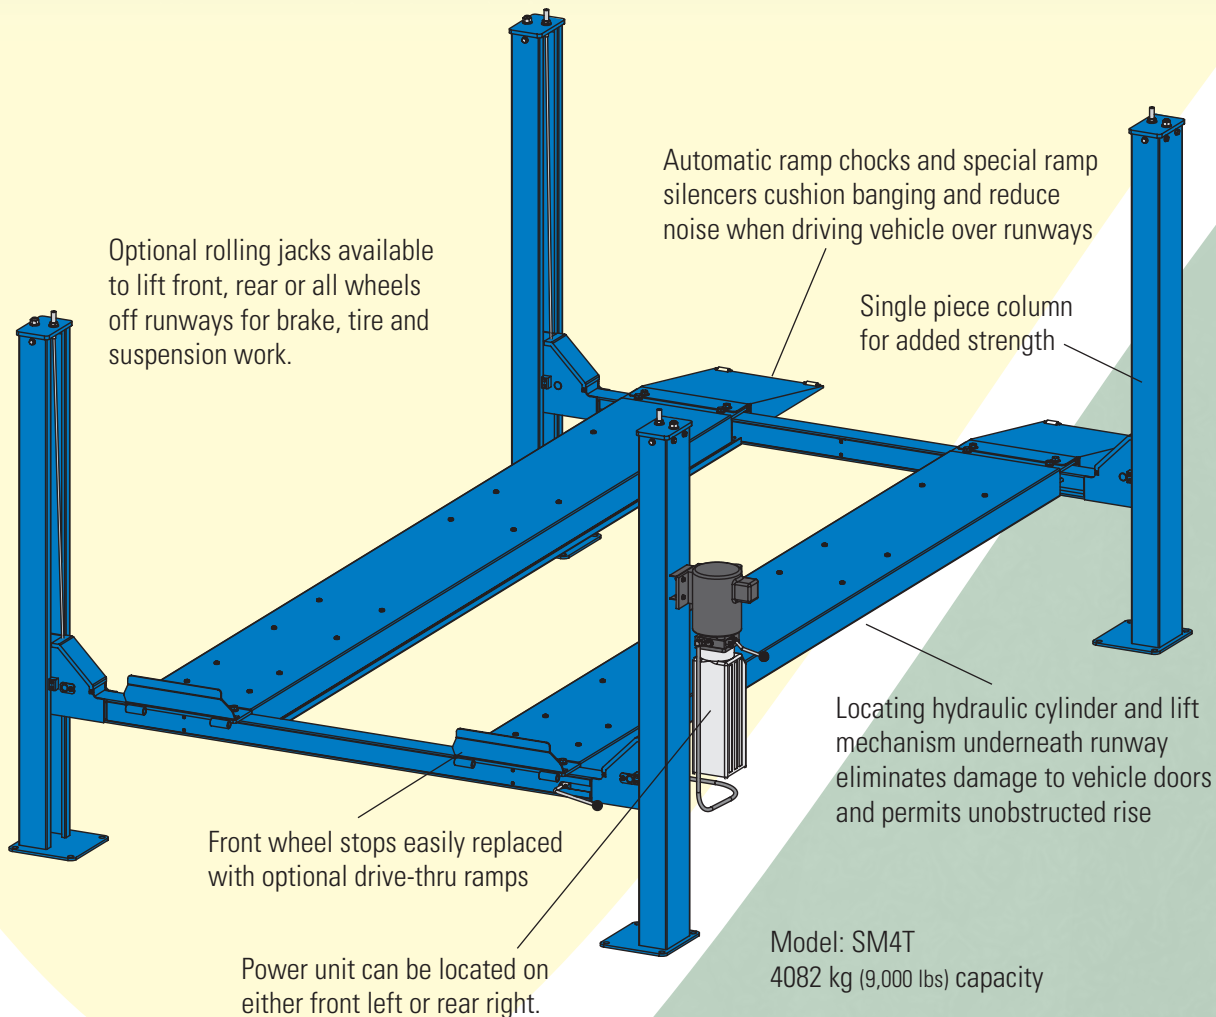 Automatic ramp chocks and special ramp
silencers cushion banging and reduce
noise when driving vehicle over runways
Optional rolling jacks available
to lift front, rear or all wheels
off runways for brake, tire and
suspension work.
Single piece column
for added strength
Locating hydraulic cylinder and lift
mechanism underneath runway
eliminates damage to vehicle doors
and permits unobstructed rise
Front wheel stops easily replaced
with optional drive-thru ramps
Power unit can be located on
either front left or rear right.
Model: SM4T
4082 kg (9,000 lbs) capacity